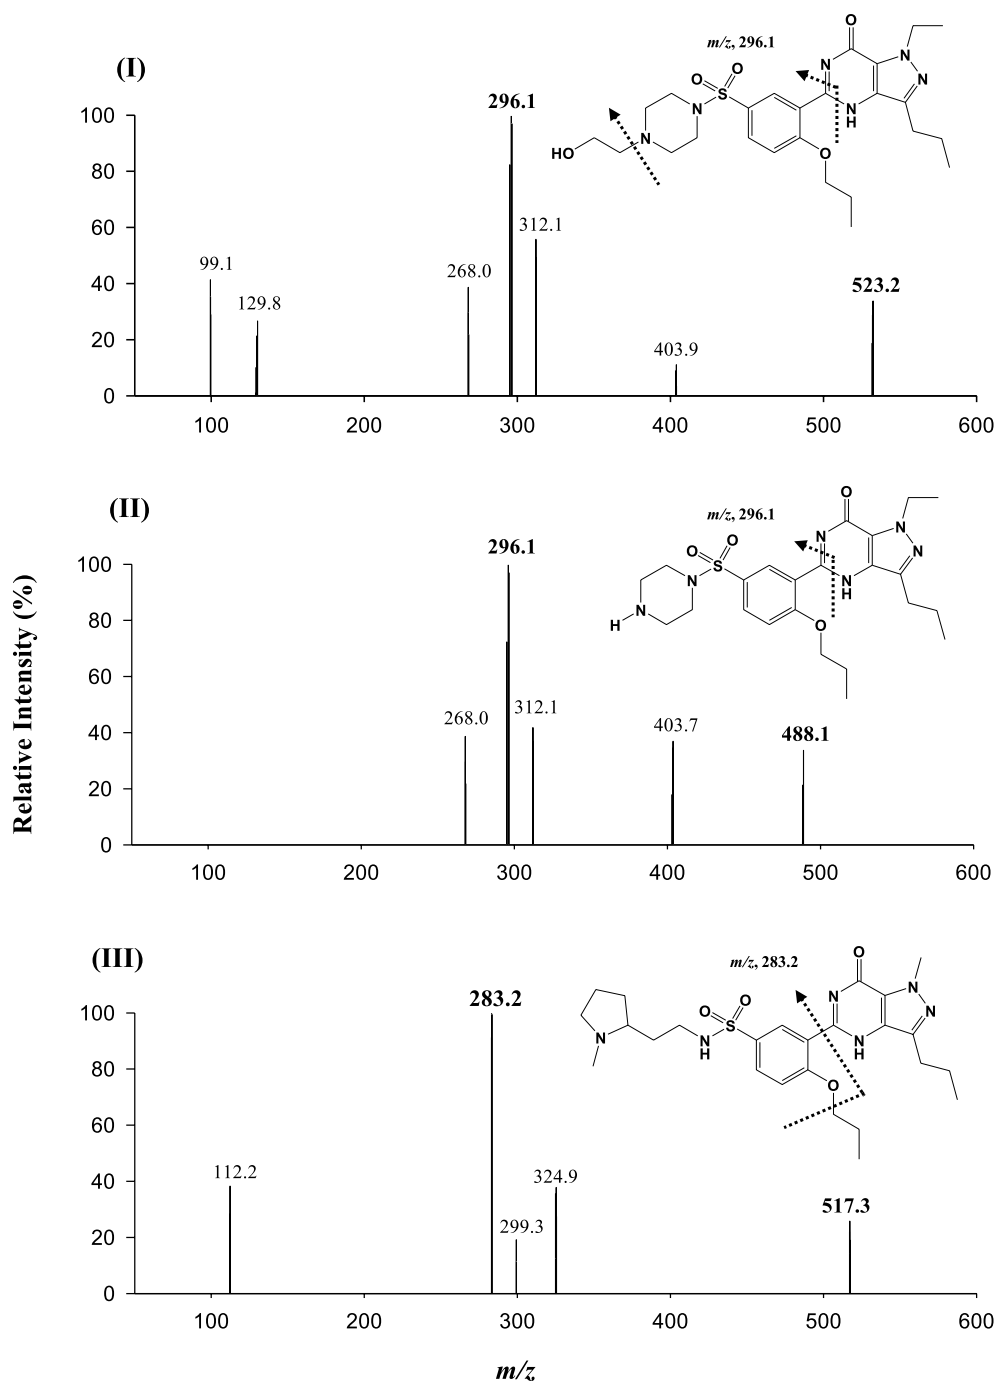 (I)
m/z, 296.1
O
N
N
N
N
H
O
O
S
N
N
HO
O
100
80
60
40
20
0
99.1
129.8
268.0
296.1
312.1
403.9
523.2
100
200
300
400
500
600
(II)
m/z, 296.1
O
N
N
N
N
H
O
O
S
N
N
H
O
Relative Intensity (%)
100
80
60
40
20
0
268.0
296.1
312.1
403.7
488.1
100
200
300
400
500
600
(III)
m/z, 283.2
O
N
N
N
N
H
O
O
S
N
H
N
O
100
80
60
40
20
0
112.2
283.2
299.3
324.9
517.3
100
200
300
400
500
600
m/z